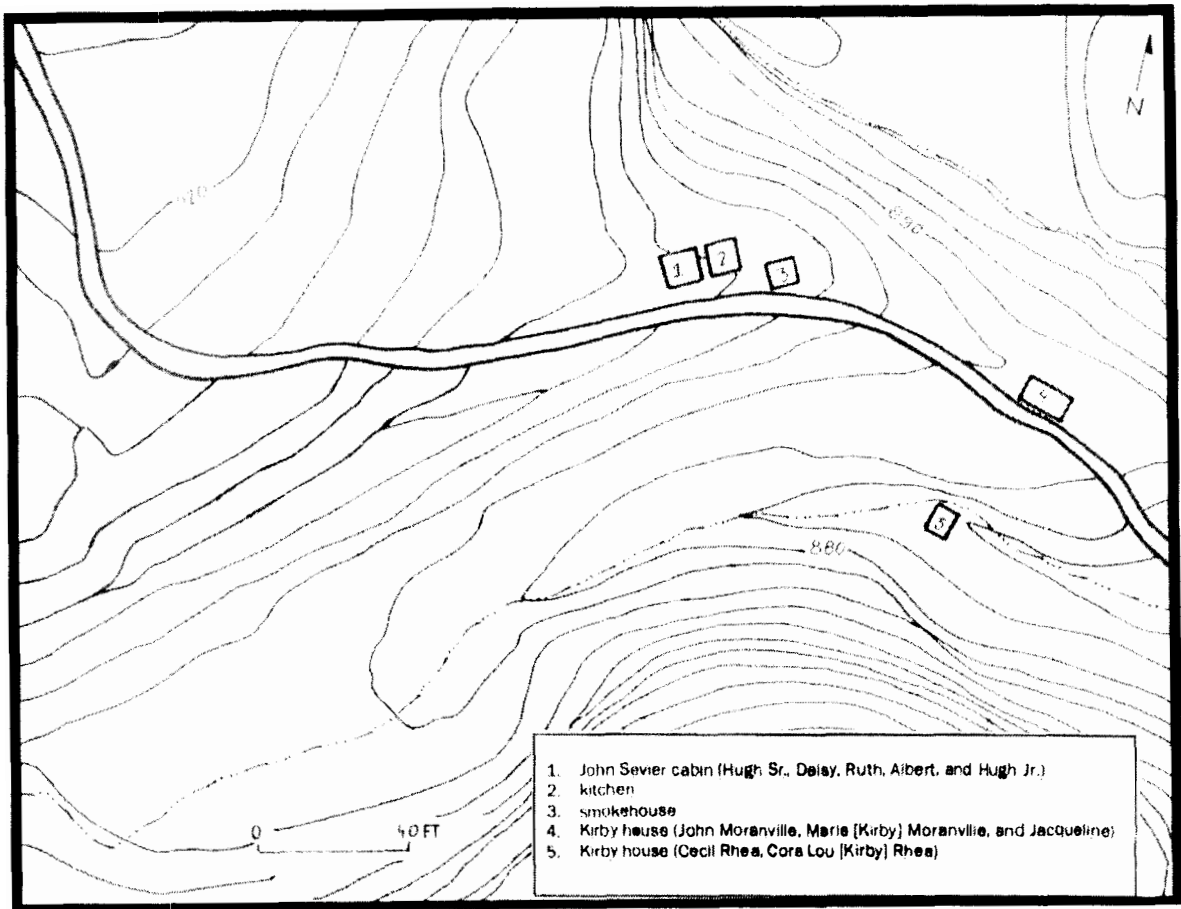 N
890
1
2
3
4
5
880
0 40 FT
1. John Sevier cabin (Hugh Sr., Daisy, Ruth, Albert, and Hugh Jr.)
2. kitchen
3. smokehouse
4. Kirby house (John Moranville, Marie [Kirby] Moranville, and Jacqueline)
5. Kirby house (Cecil Rhea, Cora Lou [Kirby] Rhea)